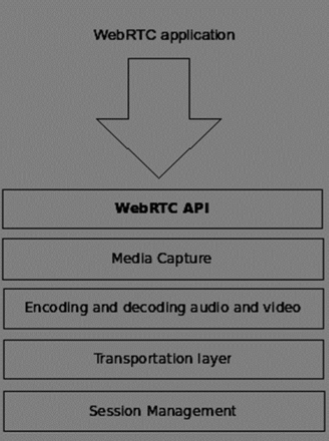 WebRTC application
WebRTC API
Media Capture
Encoding and decoding audio and video
Transportation layer
Session Management